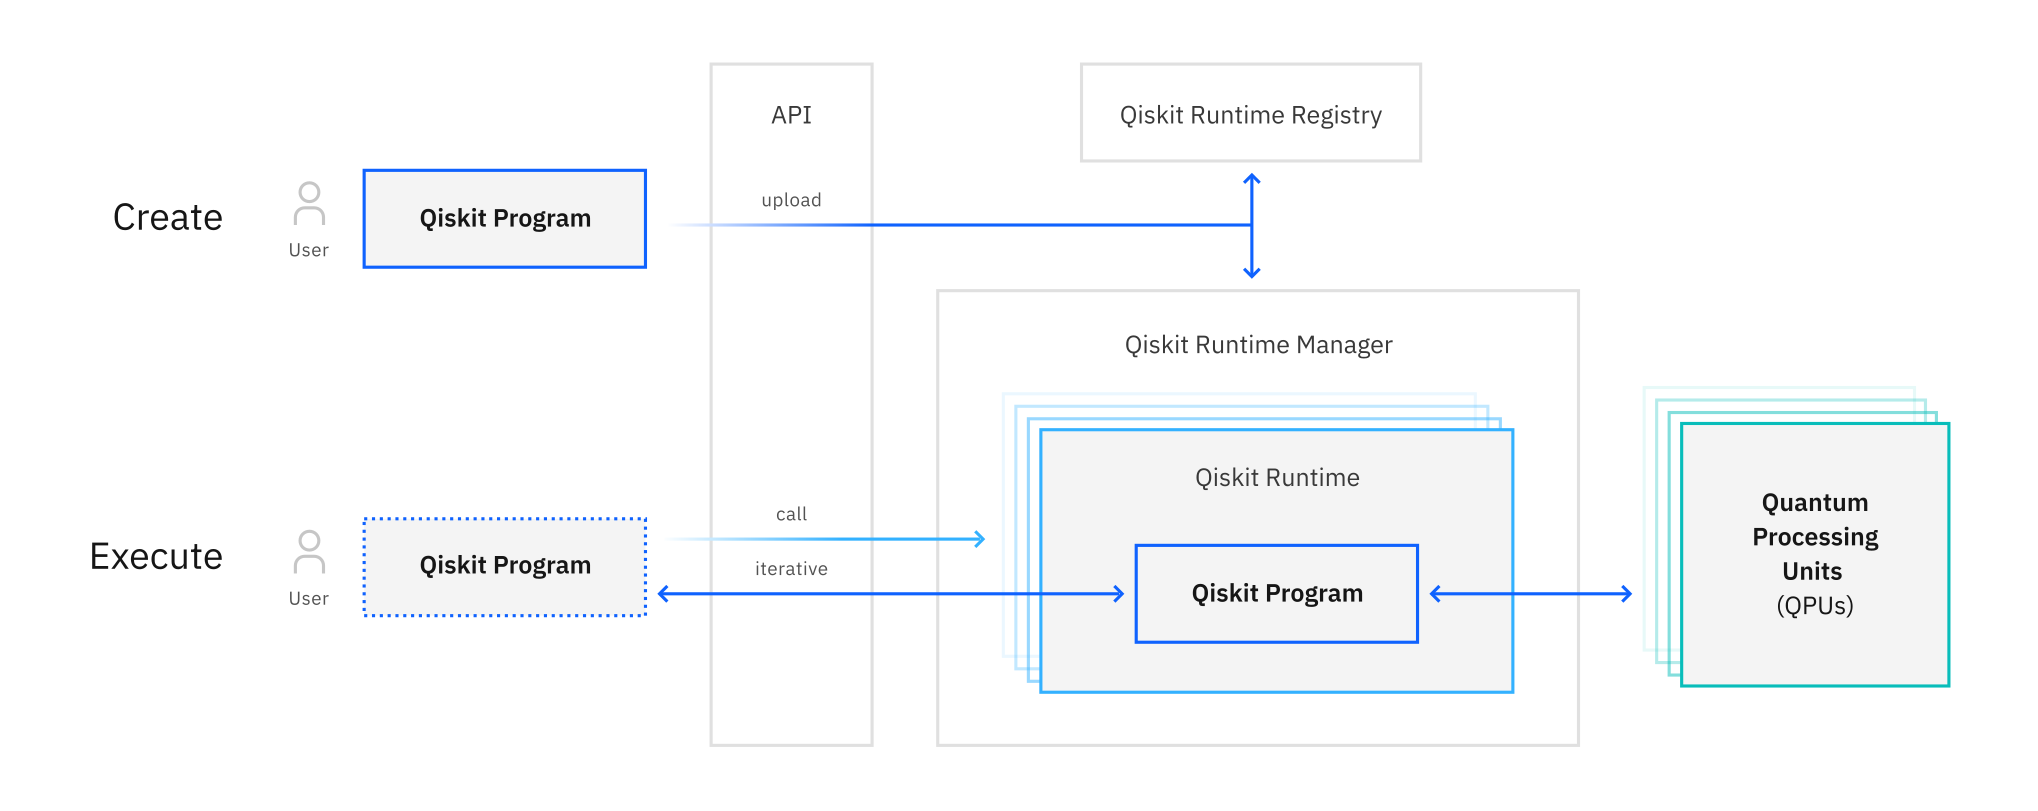 API
Qiskit Runtime Registry
Create
User
Qiskit Program
upload
Qiskit Runtime Manager
Qiskit Runtime
Execute
User
Qiskit Program
call
iterative
Qiskit Program
Quantum
Processing
Units
(QPUs)